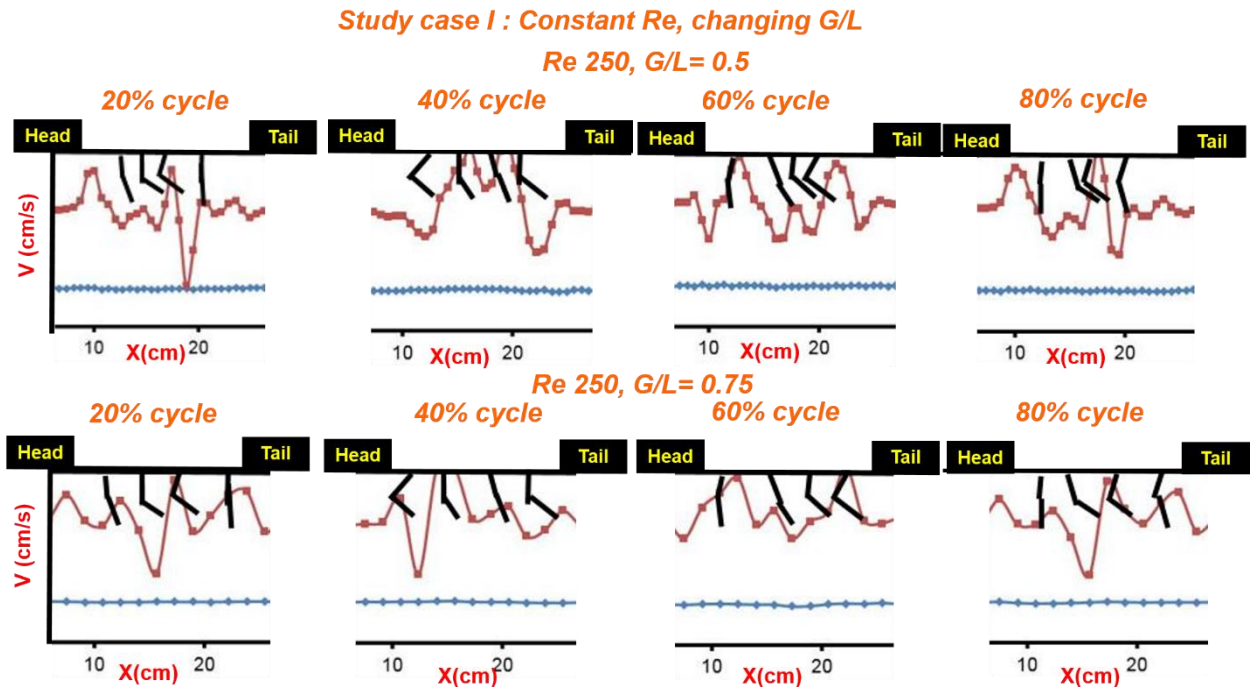 Study case I : Constant Re, changing G/L
Re 250, G/L= 0.5
20% cycle 40% cycle 60% cycle 80% cycle
Head Tail Head Tail Head Tail Head Tail
V (cm/s)
10 20 10 20 10 20 10 20
X(cm) X(cm) X(cm) X(cm)
Re 250, G/L= 0.75
20% cycle 40% cycle 60% cycle 80% cycle
Head Tail Head Tail Head Tail Head Tail
V (cm/s)
10 20 10 20 10 20 10 20
X(cm) X(cm) X(cm) X(cm)